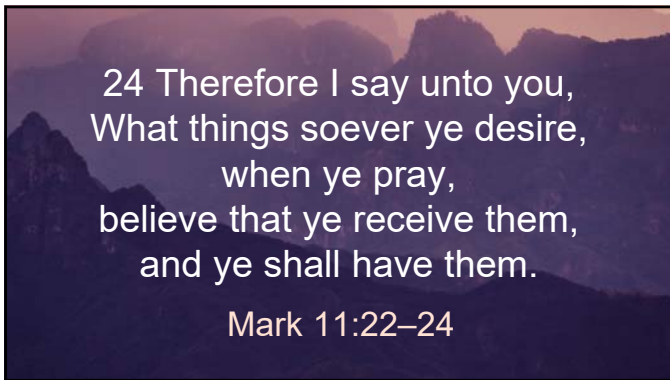 24 Therefore I say unto you,
What things soever ye desire,
when ye pray,
believe that ye receive them,
and ye shall have them.
Mark 11:22–24